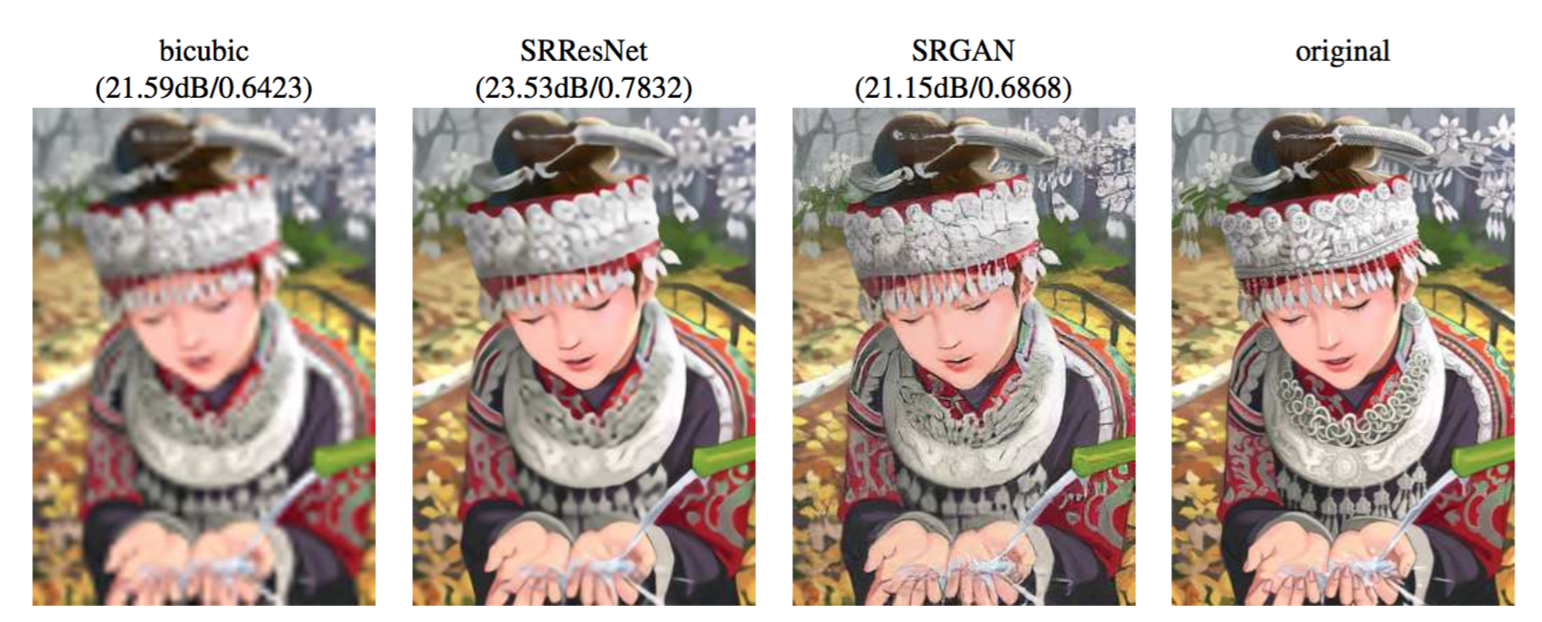 bicubic
(21.59dB/0.6423)
SRResNet
(23.53dB/0.7832)
SRGAN
(21.15dB/0.6868)
original